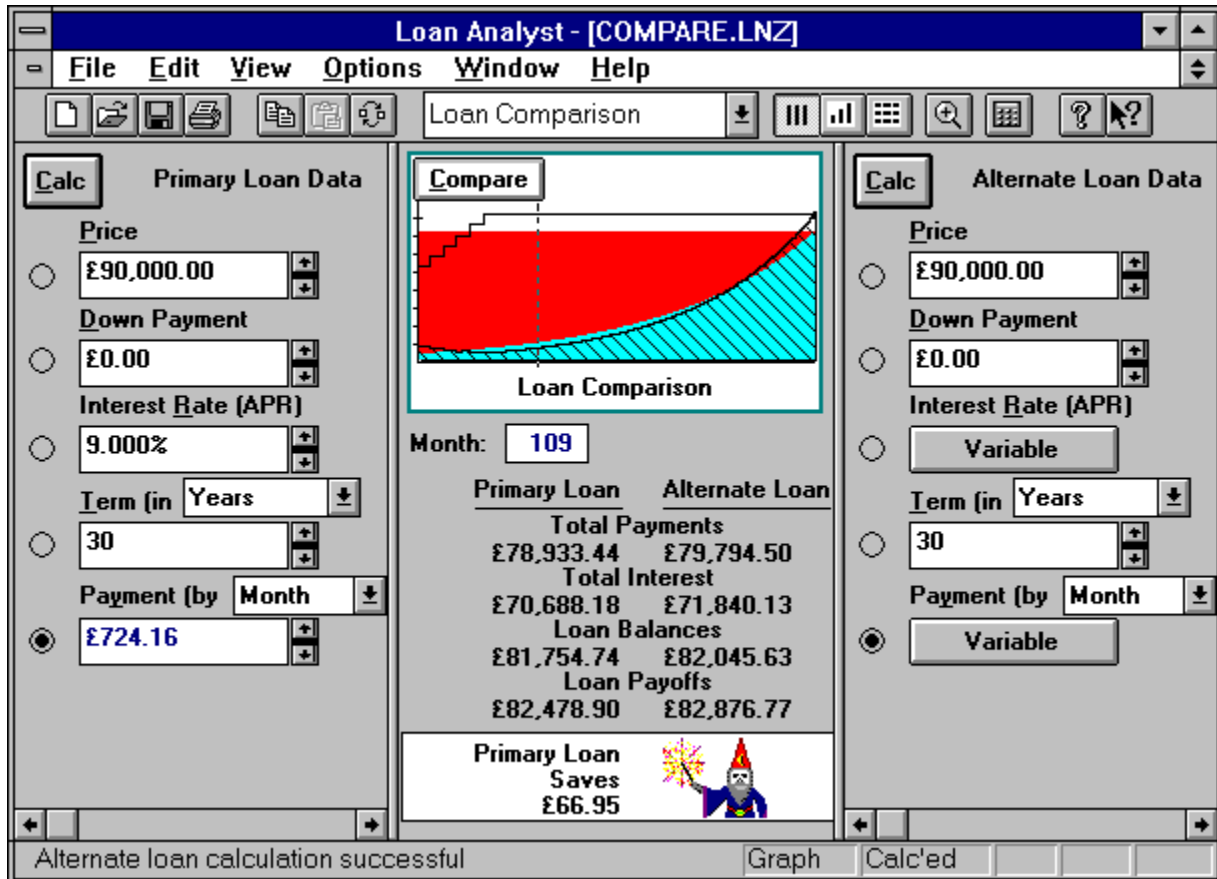 Loan Analyst - [COMPARE.LNZ]
File Edit View Options Window Help
Loan Comparison
Calc Primary Loan Data
Price
£90,000.00
Down Payment
£0.00
Interest Rate (APR)
9.000%
Term (in Years
30
Payment (by Month
£724.16
Compare
Loan Comparison
Month: 109
Primary Loan Alternate Loan
Total Payments
£78,933.44 £79,794.50
Total Interest
£70,688.18 £71,840.13
Loan Balances
£81,754.74 £82,045.63
Loan Payoffs
£82,478.90 £82,876.77
Primary Loan
Saves
£66.95
Calc Alternate Loan Data
Price
£90,000.00
Down Payment
£0.00
Interest Rate (APR)
Variable
Term (in Years
30
Payment (by Month
Variable
Alternate loan calculation successful Graph Calc'ed